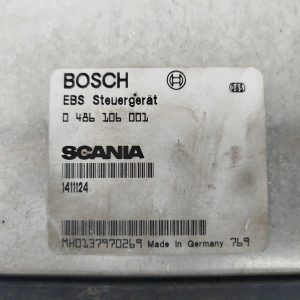 BOSCH
EBS Steuergerät
0 486 106 001
SCANIA
1411124
MH0137970269 Made in Germany 769